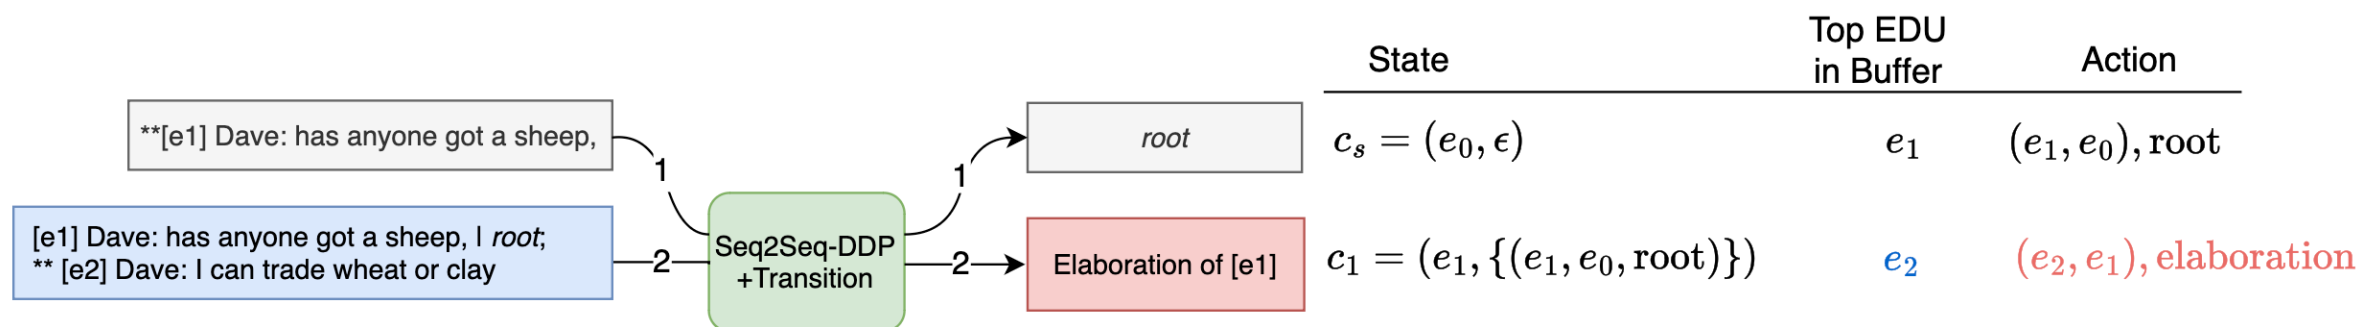 State
Top EDU
in Buffer
Action
**[e1] Dave: has anyone got a sheep,
1
1
root
c_s = (e_0, ϵ)
e_1
(e_1, e_0), root
[e1] Dave: has anyone got a sheep, | root;
** [e2] Dave: I can trade wheat or clay
2
Seq2Seq-DDP
+Transition
2
Elaboration of [e1]
c_1 = (e_1, {(e_1, e_0, root)})
e_2
(e_2, e_1), elaboration